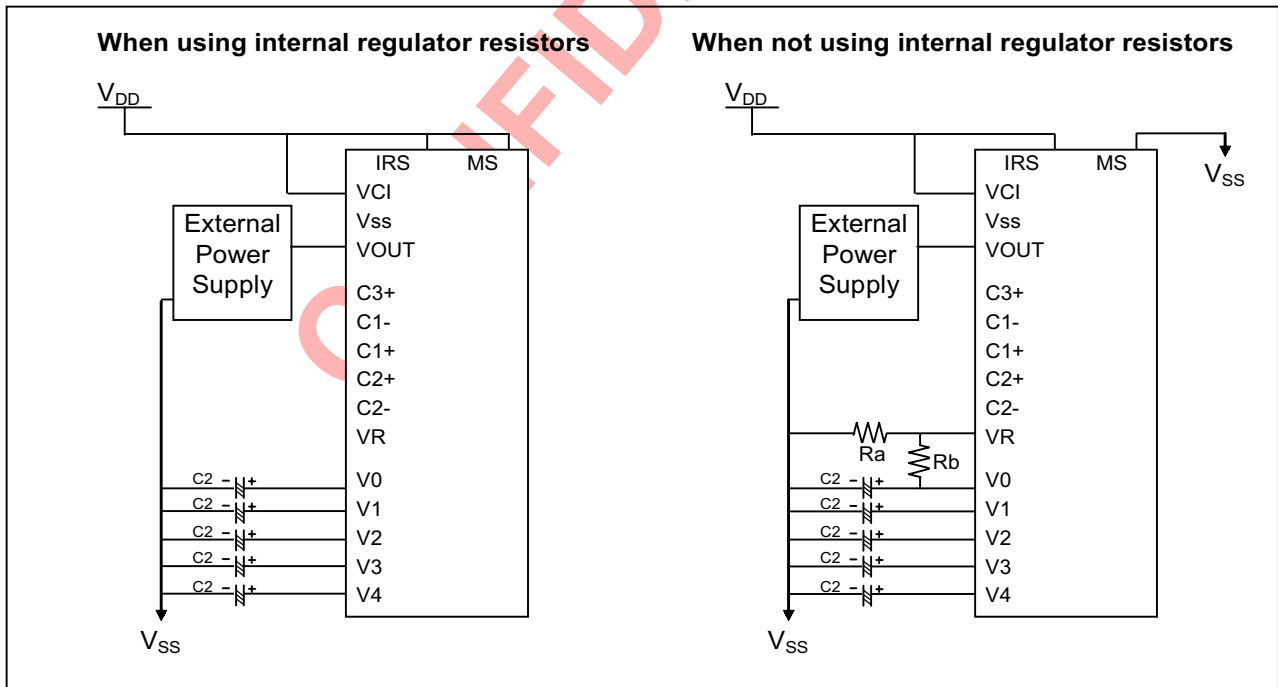 When using internal regulator resistors
When not using internal regulator resistors
VDD
IRS MS
VCI
Vss
VOUT
C3+
C1-
C1+
C2+
C2-
VR
V0
V1
V2
V3
V4
External
Power
Supply
C2 - +
C2 - +
C2 - +
C2 - +
C2 - +
VSS
VDD
IRS MS
VSS
VCI
Vss
VOUT
C3+
C1-
C1+
C2+
C2-
VR
V0
V1
V2
V3
V4
External
Power
Supply
Ra
Rb
C2 - +
C2 - +
C2 - +
C2 - +
C2 - +
VSS